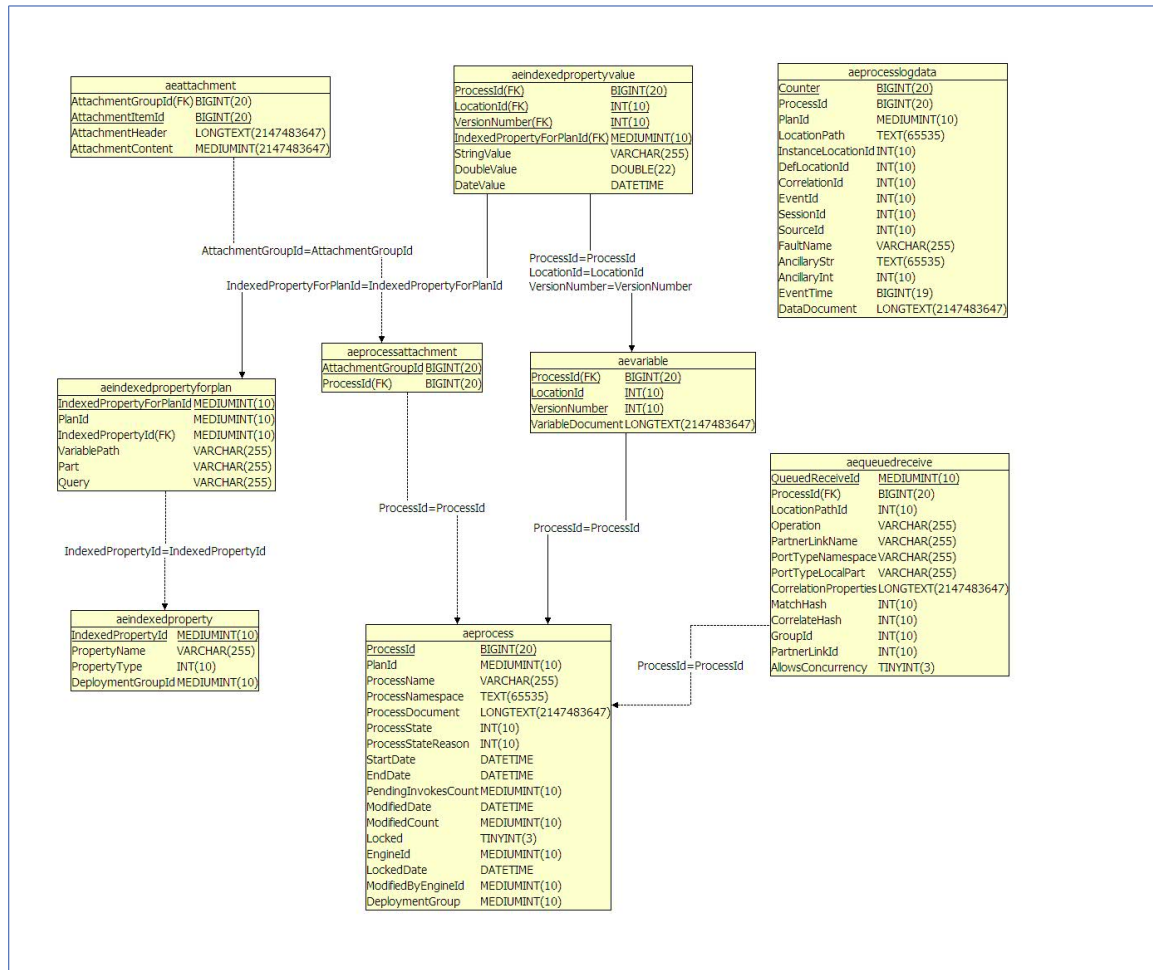 aeattachment
AttachmentGroupId(FK) BIGINT(20)
AttachmentItemId BIGINT(20)
AttachmentHeader LONGTEXT(2147483647)
AttachmentContent MEDIUMINT(2147483647)
aeindexedpropertyvalue
ProcessId(FK) BIGINT(20)
LocationId(FK) INT(10)
VersionNumber(FK) INT(10)
IndexedPropertyForPlanId(FK) MEDIUMINT(10)
StringValue VARCHAR(255)
DoubleValue DOUBLE(22)
DateValue DATETIME
aeprocesslogdata
Counter BIGINT(20)
ProcessId BIGINT(20)
PlanId MEDIUMINT(10)
LocationPath TEXT(65535)
InstanceLocationId INT(10)
DefLocationId INT(10)
CorrelationId INT(10)
EventId INT(10)
SessionId INT(10)
SourceId INT(10)
FaultName VARCHAR(255)
AncillaryStr TEXT(65535)
AncillaryInt INT(10)
EventTime BIGINT(19)
DataDocument LONGTEXT(2147483647)
AttachmentGroupId=AttachmentGroupId
IndexedPropertyForPlanId=IndexedPropertyForPlanId
ProcessId=ProcessId
LocationId=LocationId
VersionNumber=VersionNumber
aeprocessattachment
AttachmentGroupId BIGINT(20)
ProcessId(FK) BIGINT(20)
aevariable
ProcessId(FK) BIGINT(20)
LocationId INT(10)
VersionNumber INT(10)
VariableDocument LONGTEXT(2147483647)
aeindexedpropertyforplan
IndexedPropertyForPlanId MEDIUMINT(10)
PlanId MEDIUMINT(10)
IndexedPropertyId(FK) MEDIUMINT(10)
VariablePath VARCHAR(255)
Part VARCHAR(255)
Query VARCHAR(255)
aequeuedreceive
QueuedReceiveId MEDIUMINT(10)
ProcessId(FK) BIGINT(20)
LocationPathId INT(10)
Operation VARCHAR(255)
PartnerLinkName VARCHAR(255)
PortTypeNamespace VARCHAR(255)
PortTypeLocalPart VARCHAR(255)
CorrelationProperties LONGTEXT(2147483647)
MatchHash INT(10)
CorrelateHash INT(10)
GroupId INT(10)
PartnerLinkId INT(10)
AllowsConcurrency TINYINT(3)
ProcessId=ProcessId
ProcessId=ProcessId
IndexedPropertyId=IndexedPropertyId
ProcessId=ProcessId
aeindexedproperty
IndexedPropertyId MEDIUMINT(10)
PropertyName VARCHAR(255)
PropertyType INT(10)
DeploymentGroupId MEDIUMINT(10)
aeprocess
ProcessId BIGINT(20)
PlanId MEDIUMINT(10)
ProcessName VARCHAR(255)
ProcessNamespace TEXT(65535)
ProcessDocument LONGTEXT(2147483647)
ProcessState INT(10)
ProcessStateReason INT(10)
StartDate DATETIME
EndDate DATETIME
PendingInvokesCount MEDIUMINT(10)
ModifiedDate DATETIME
ModifiedCount MEDIUMINT(10)
Locked TINYINT(3)
EngineId MEDIUMINT(10)
LockedDate DATETIME
ModifiedByEngineId MEDIUMINT(10)
DeploymentGroup MEDIUMINT(10)